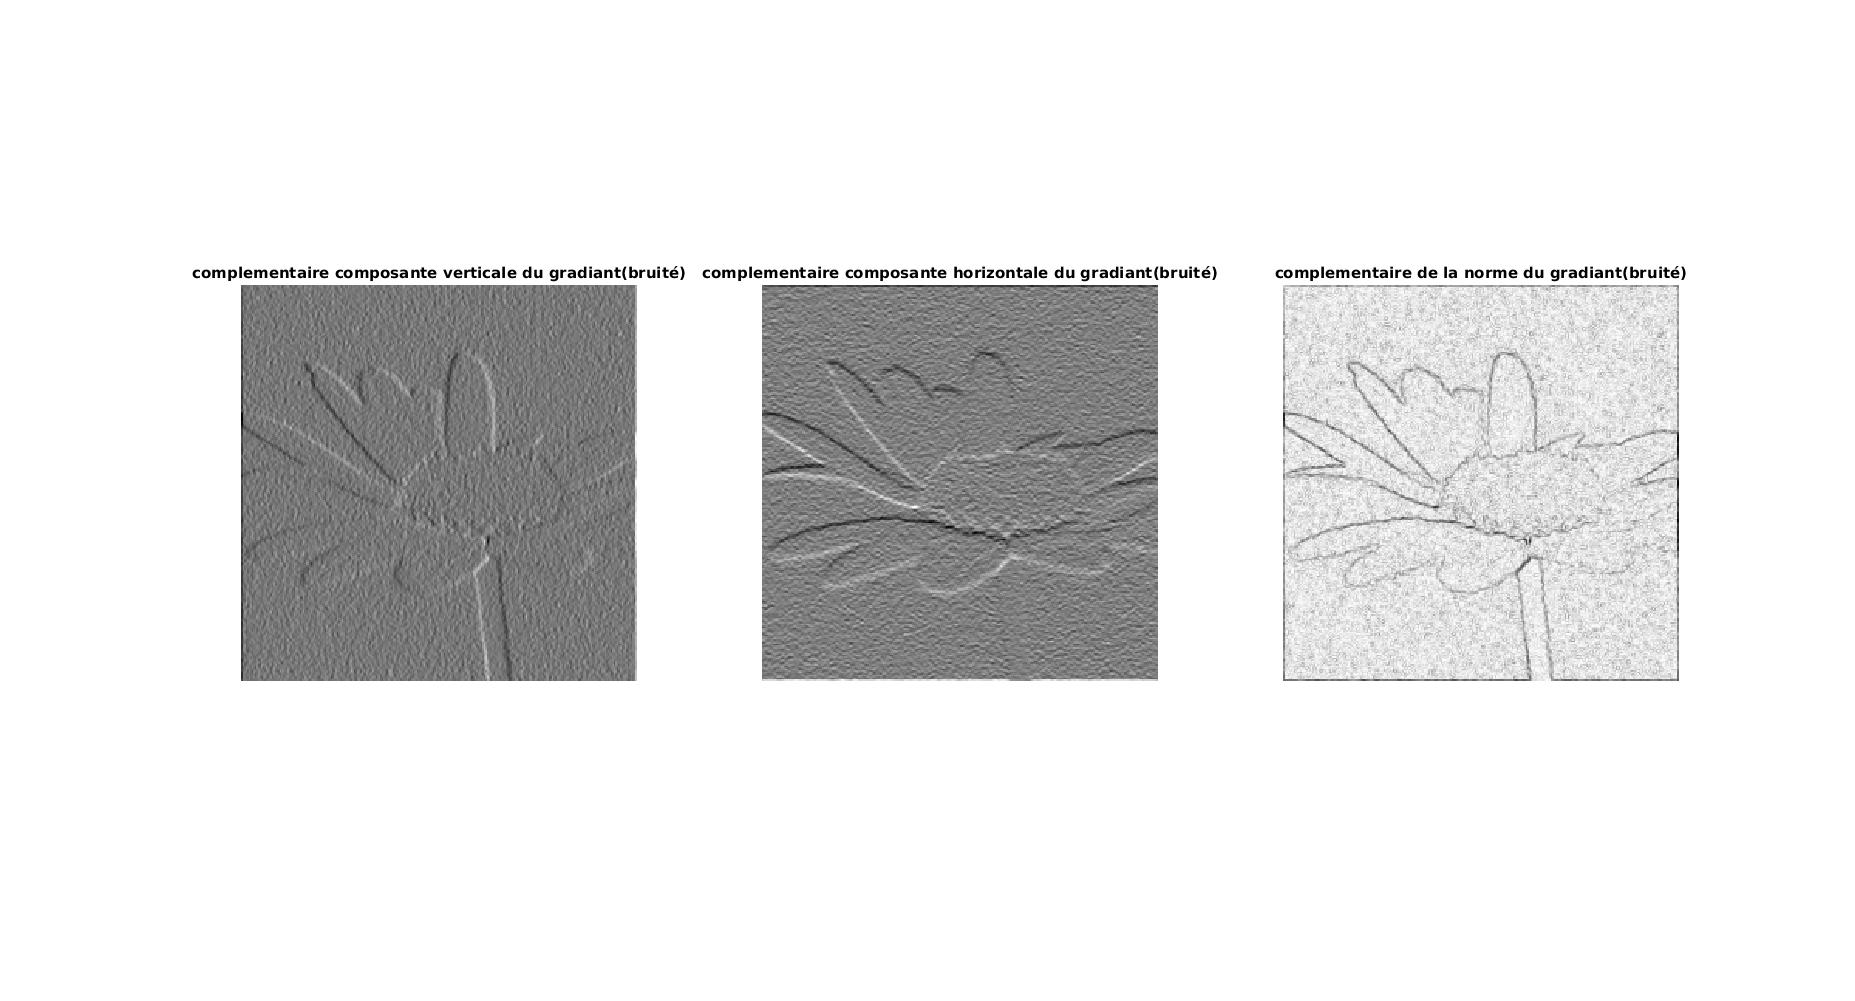 complementaire composante verticale du gradiant(bruité)
complementaire composante horizontale du gradiant(bruité)
complementaire de la norme du gradiant(bruité)